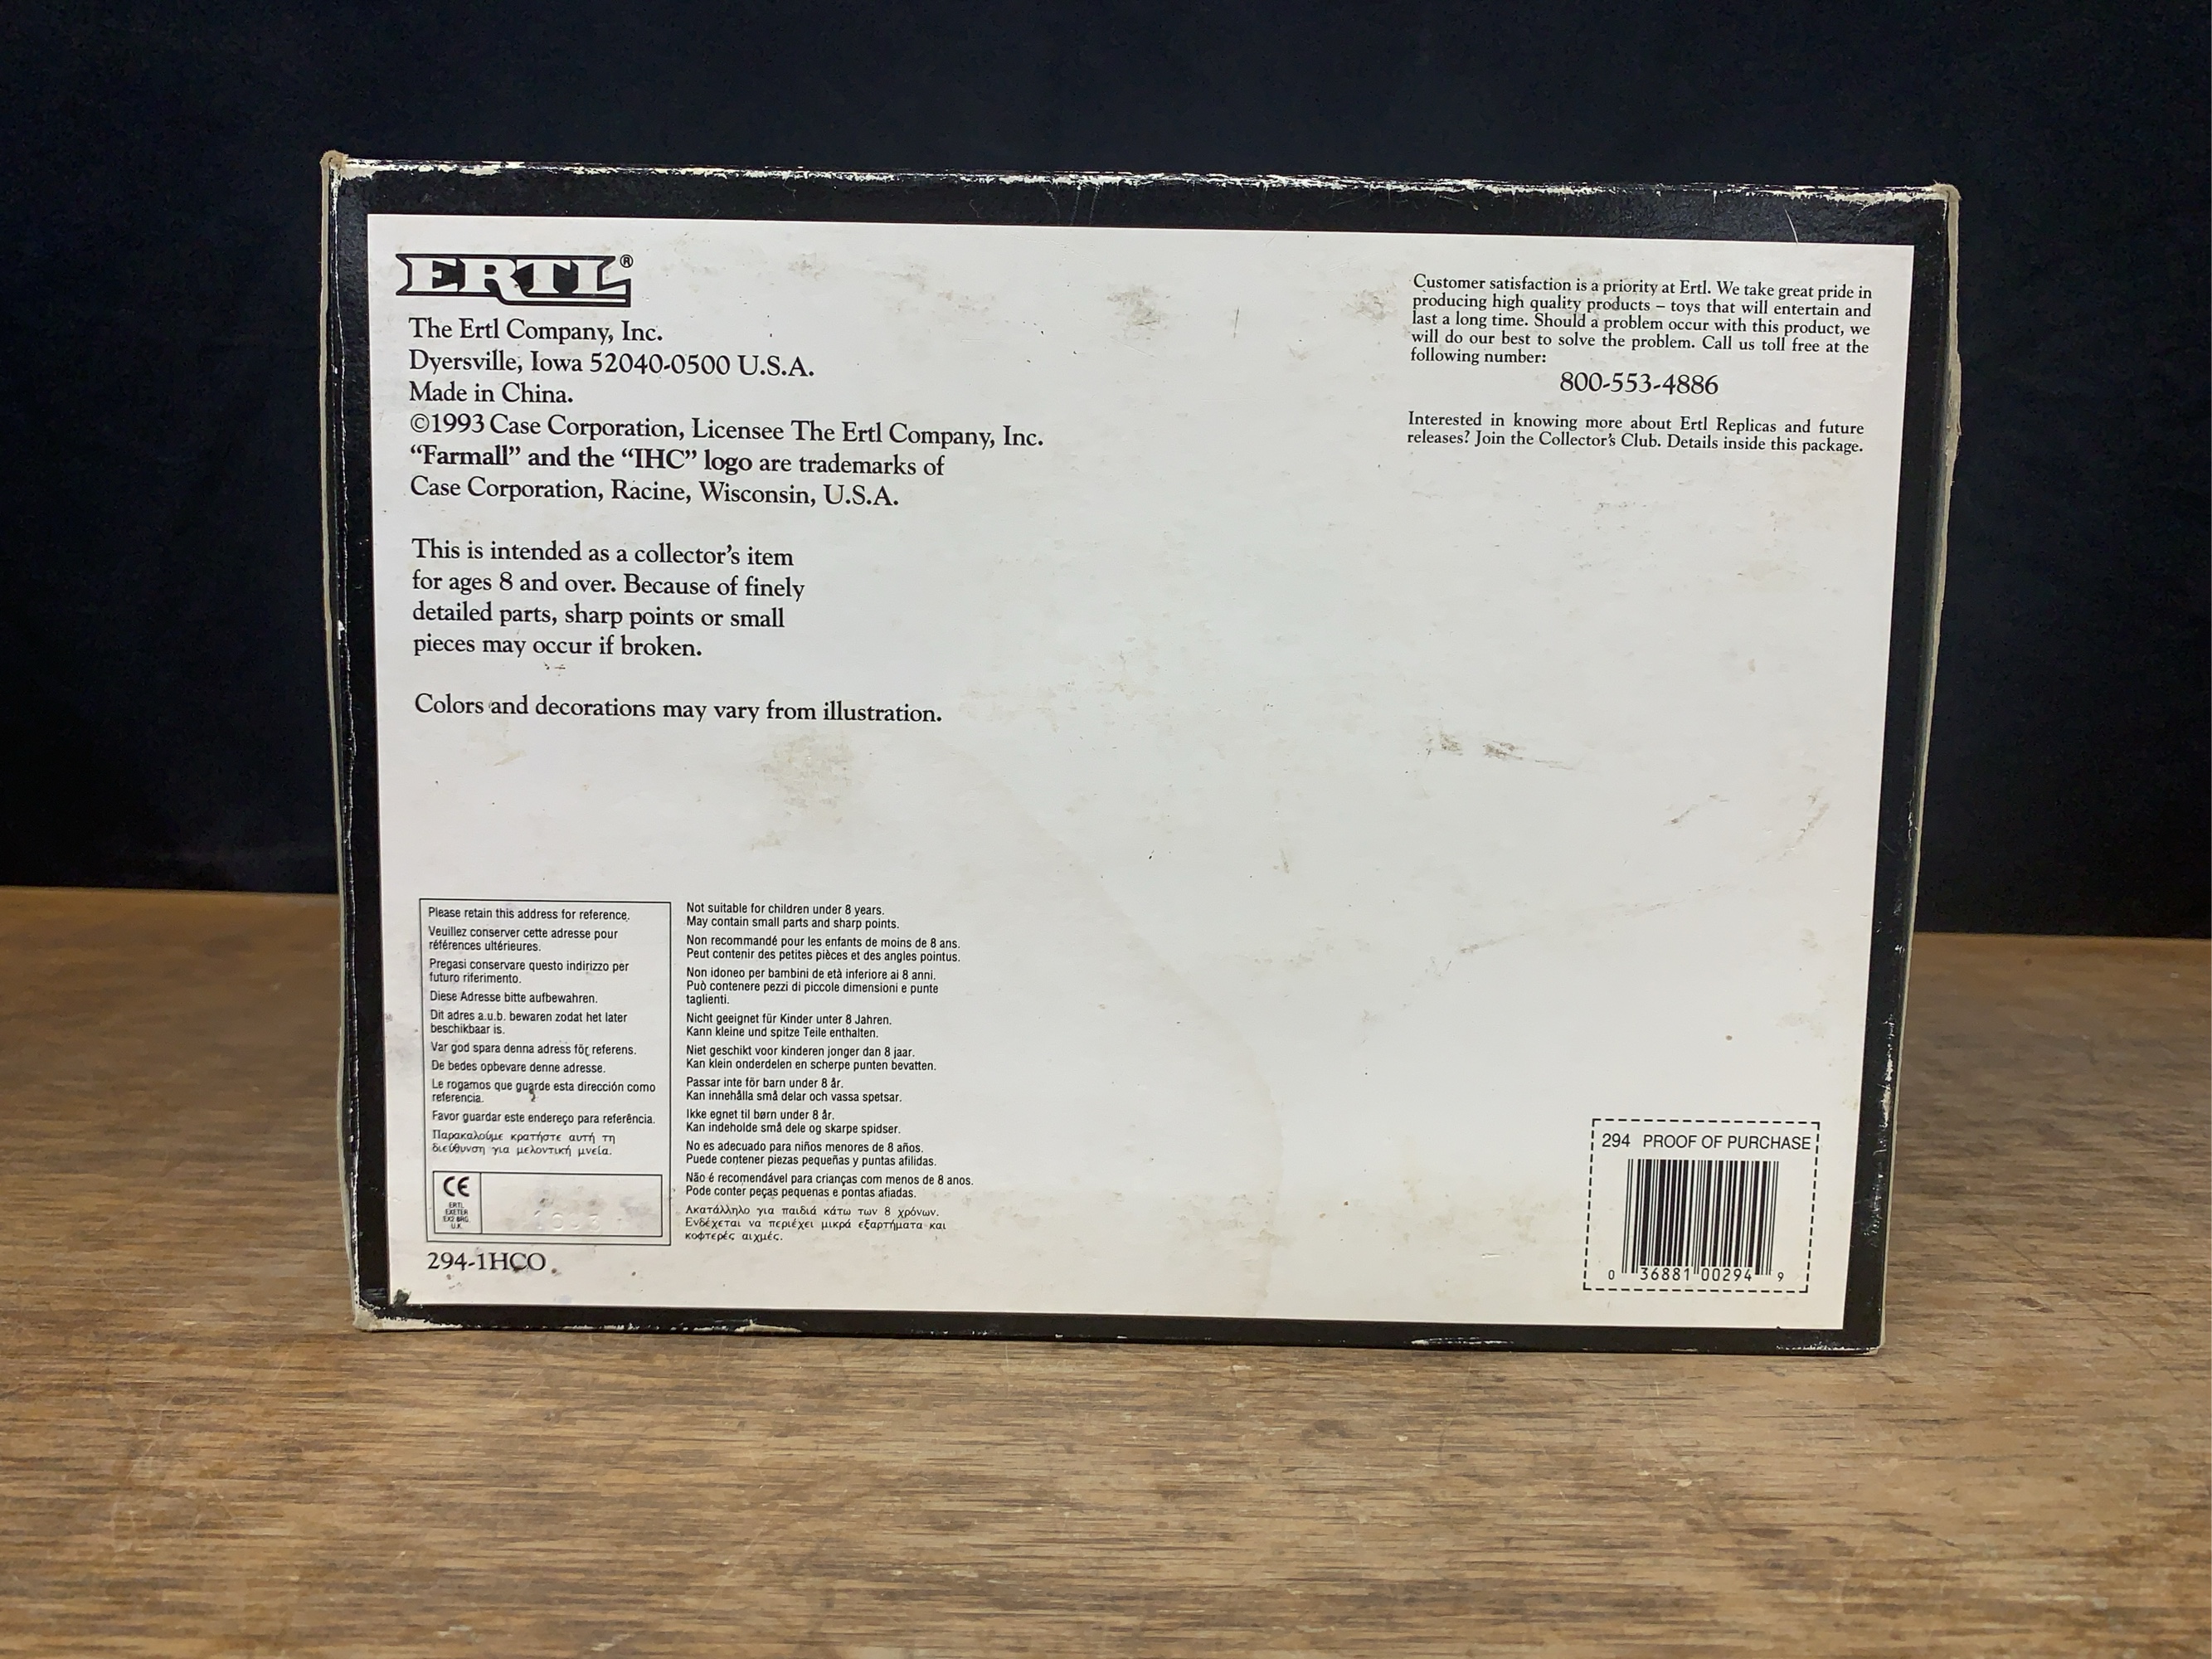 ERTL®
The Ertl Company, Inc.
Dyersville, Iowa 52040-0500 U.S.A.
Made in China.
©1993 Case Corporation, Licensee The Ertl Company, Inc.
“Farmall” and the “IHC” logo are trademarks of
Case Corporation, Racine, Wisconsin, U.S.A.
This is intended as a collector’s item
for ages 8 and over. Because of finely
detailed parts, sharp points or small
pieces may occur if broken.
Colors and decorations may vary from illustration.
Customer satisfaction is a priority at Ertl. We take great pride in
producing high quality products – toys that will entertain and
last a long time. Should a problem occur with this product, we
will do our best to solve the problem. Call us toll free at the
following number:
800-553-4886
Interested in knowing more about Ertl Replicas and future
releases? Join the Collector’s Club. Details inside this package.
Please retain this address for reference.
Veuillez conserver cette adresse pour
références ultérieures.
Pregasi conservare questo indirizzo per
futuro riferimento.
Diese Adresse bitte aufbewahren.
Dit adres a.u.b. bewaren zodat het later
beschikbaar is.
Var god spara denna adress för referens.
De bedes opbevare denne adresse.
Le rogamos que guarde esta dirección como
referencia.
Favor guardar este endereço para referência.
Παρακαλούμε κρατήστε αυτή τη
διεύθυνση για μελοντική μνεία.
CE
ERTL
EXETER
EX2 8RG
U.K.
294-1HCO
Not suitable for children under 8 years.
May contain small parts and sharp points.
Non recommandé pour les enfants de moins de 8 ans.
Peut contenir des petites pièces et des angles pointus.
Non idoneo per bambini de età inferiore ai 8 anni.
Può contenere pezzi di piccole dimensioni e punte
taglienti.
Nicht geeignet für Kinder unter 8 Jahren.
Kann kleine und spitze Teile enthalten.
Niet geschikt voor kinderen jonger dan 8 jaar.
Kan klein onderdelen en scherpe punten bevatten.
Passar inte för barn under 8 år.
Kan innehålla små delar och vassa spetsar.
Ikke egnet til børn under 8 år.
Kan indeholde små dele og skarpe spidser.
No es adecuado para niños menores de 8 años.
Puede contener piezas pequeñas y puntas afilidas.
Não é recomendável para crianças com menos de 8 anos.
Pode conter peças pequenas e pontas afiadas.
Ακατάλληλο για παιδιά κάτω των 8 χρόνων.
Ενδέχεται να περιέχει μικρά εξαρτήματα και
κοφτερές αιχμές.
294 PROOF OF PURCHASE
0 36881 00294 9